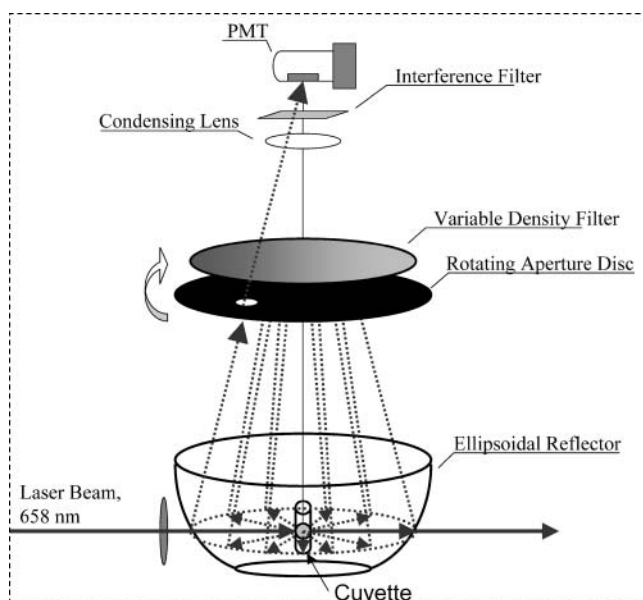 PMT
Interference Filter
Condensing Lens
Variable Density Filter
Rotating Aperture Disc
Ellipsoidal Reflector
Laser Beam,
658 nm
Cuvette